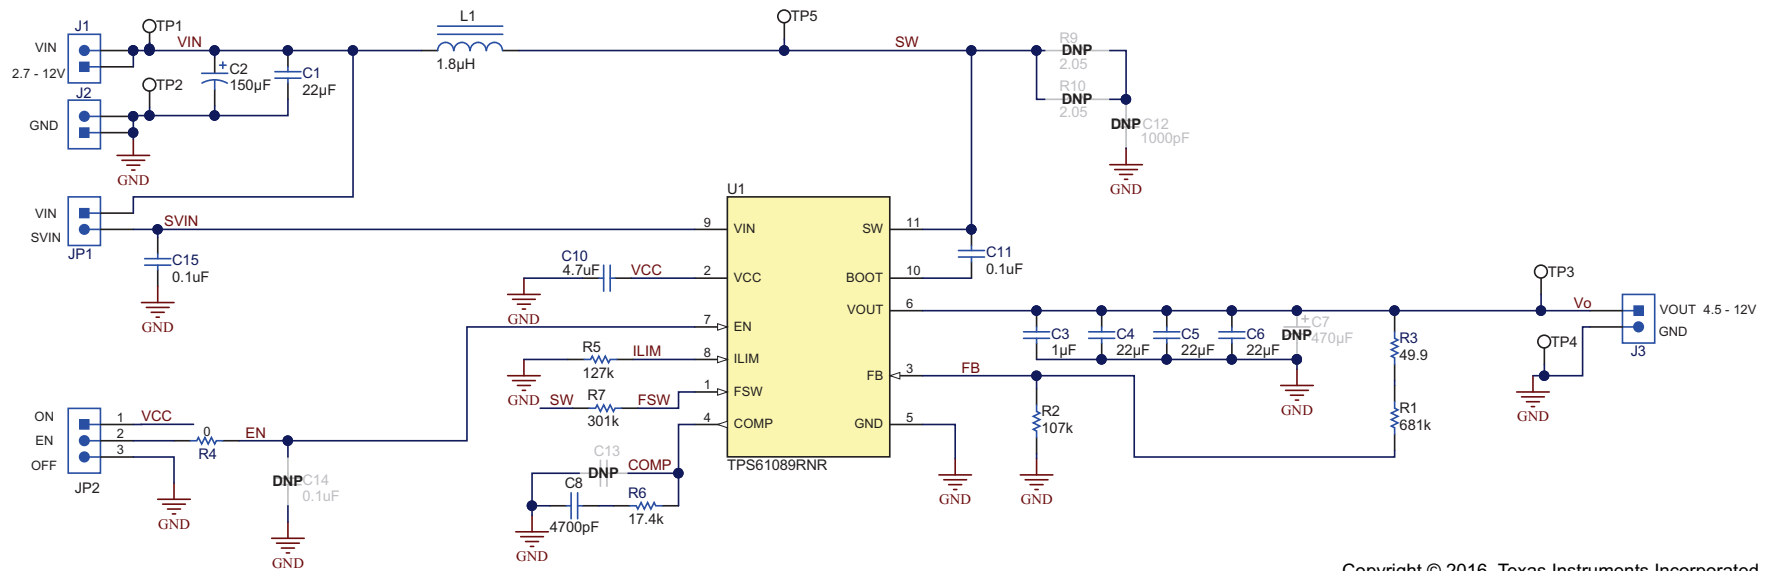 J1
TP1
VIN
VIN
2.7 - 12V
L1
1.8µH
TP5
SW
R9
DNP
2.05
R10
DNP
2.05
DNP C12
1000pF
GND
+ C2
150µF
C1
22µF
TP2
J2
GND
GND
VIN
SVIN
JP1
SVIN
C15
0.1uF
GND
U1
9 VIN
2 VCC
7 EN
8 ILIM
1 FSW
4 COMP
SW 11
BOOT 10
VOUT 6
FB 3
GND 5
TPS61089RNR
C10
4.7uF
VCC
GND
C11
0.1uF
R5
127k
ILIM
GND
SW
R7
301k
FSW
C13
DNP
COMP
C8
4700pF
R6
17.4k
GND
ON
EN
OFF
JP2
1
2
3
VCC
0
R4
EN
GND
DNP C14
0.1uF
GND
C3
1µF
C4
22µF
C5
22µF
C6
22µF
+ C7
DNP 470µF
GND
FB
R2
107k
GND
GND
R3
49.9
R1
681k
TP3
Vo
TP4
GND
VOUT 4.5 - 12V
GND
J3
Copyright © 2016, Texas Instruments Incorporated